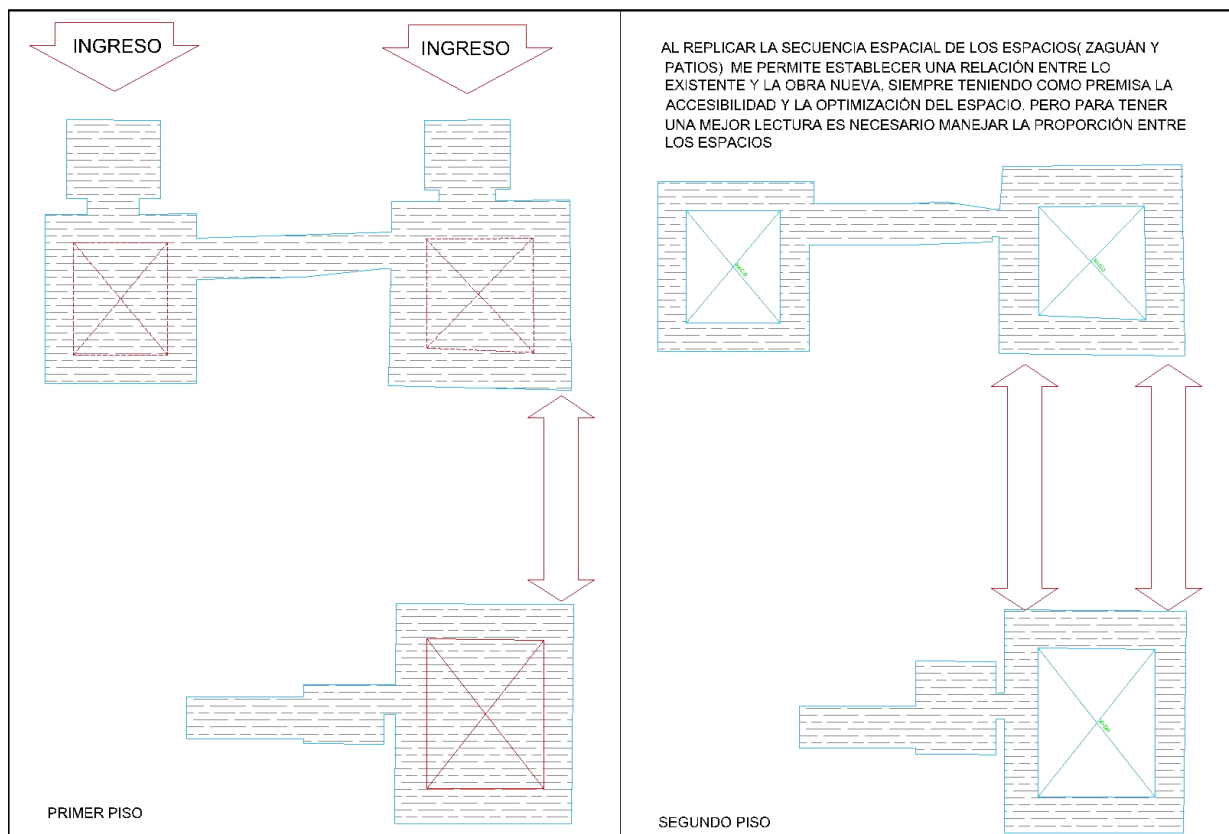 INGRESO
INGRESO
PRIMER PISO
AL REPLICAR LA SECUENCIA ESPACIAL DE LOS ESPACIOS( ZAGUÁN Y
PATIOS) ME PERMITE ESTABLECER UNA RELACIÓN ENTRE LO
EXISTENTE Y LA OBRA NUEVA, SIEMPRE TENIENDO COMO PREMISA LA
ACCESIBILIDAD Y LA OPTIMIZACIÓN DEL ESPACIO. PERO PARA TENER
UNA MEJOR LECTURA ES NECESARIO MANEJAR LA PROPORCIÓN ENTRE
LOS ESPACIOS
SEGUNDO PISO